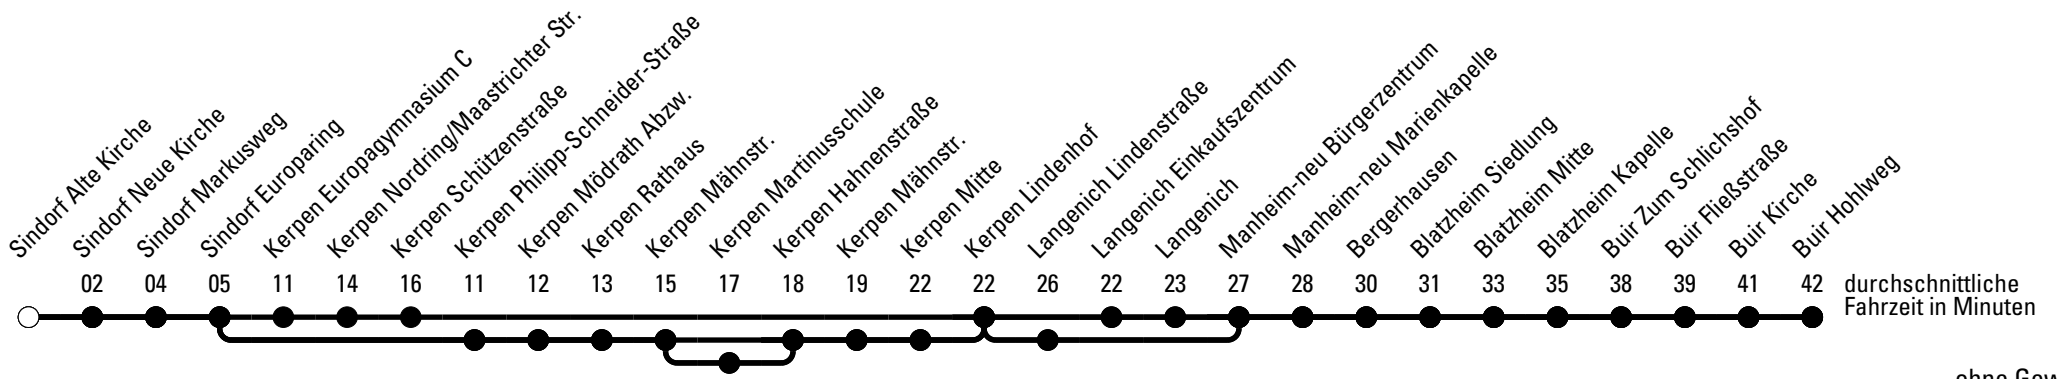 Sindorf Alte Kirche
Sindorf Neue Kirche
Sindorf Markusweg
Sindorf Europaring
Kerpen Europagymnasium C
Kerpen Nordring/Maastrichter Str.
Kerpen Schützenstraße
Kerpen Philipp-Schneider-Straße
Kerpen Mödrath Abzw.
Kerpen Rathaus
Kerpen Mähnstr.
Kerpen Martinusschule
Kerpen Hahnenstraße
Kerpen Mähnstr.
Kerpen Mitte
Kerpen Lindenhof
Langenich Lindenstraße
Langenich Einkaufszentrum
Langenich
Manheim-neu Bürgerzentrum
Manheim-neu Marienkapelle
Bergerhausen
Blatzheim Siedlung
Blatzheim Mitte
Blatzheim Kapelle
Buir Zum Schlichshof
Buir Fließstraße
Buir Kirche
Buir Hohlweg
02 04 05 11 14 16 11 12 13 15 17 18 19 22 22 26 22 23 27 28 30 31 33 35 38 39 41 42 durchschnittliche
Fahrzeit in Minuten